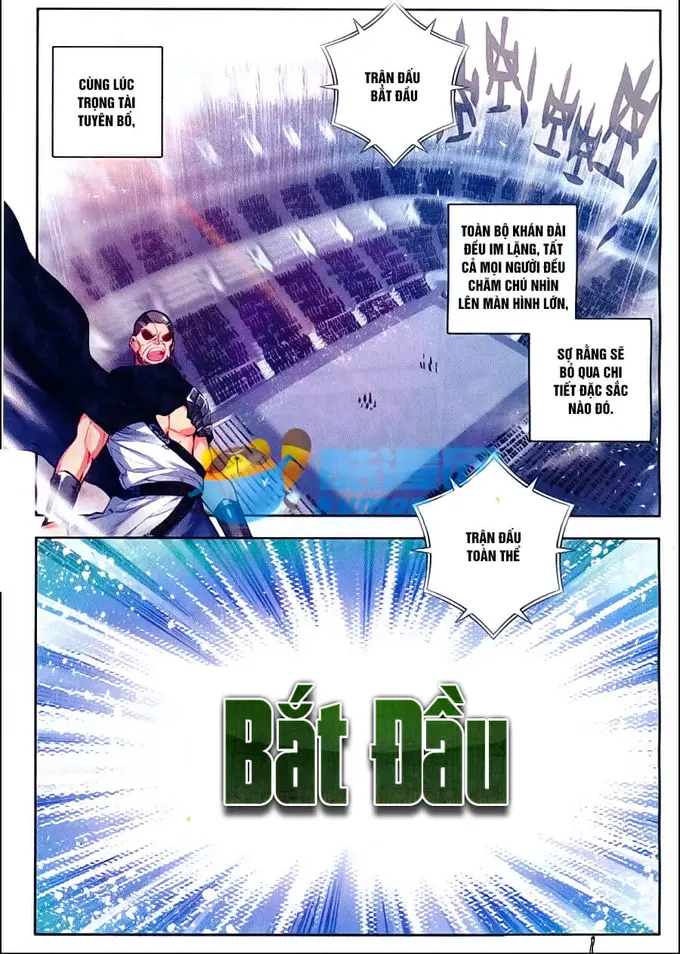 CÙNG LÚC
TRỌNG TÀI
TUYÊN BỐ,
TRẬN ĐẤU
BẮT ĐẦU
TOÀN BỘ KHÁN ĐÀI
ĐỀU IM LẶNG, TẤT
CẢ MỌI NGƯỜI ĐỀU
CHĂM CHÚ NHÌN
LÊN MÀN HÌNH LỚN,
SỢ RẰNG SẼ
BỎ QUA CHI
TIẾT ĐẶC SẮC
NÀO ĐÓ.
TRẬN ĐẤU
TOÀN THỂ
Bắt Đầu